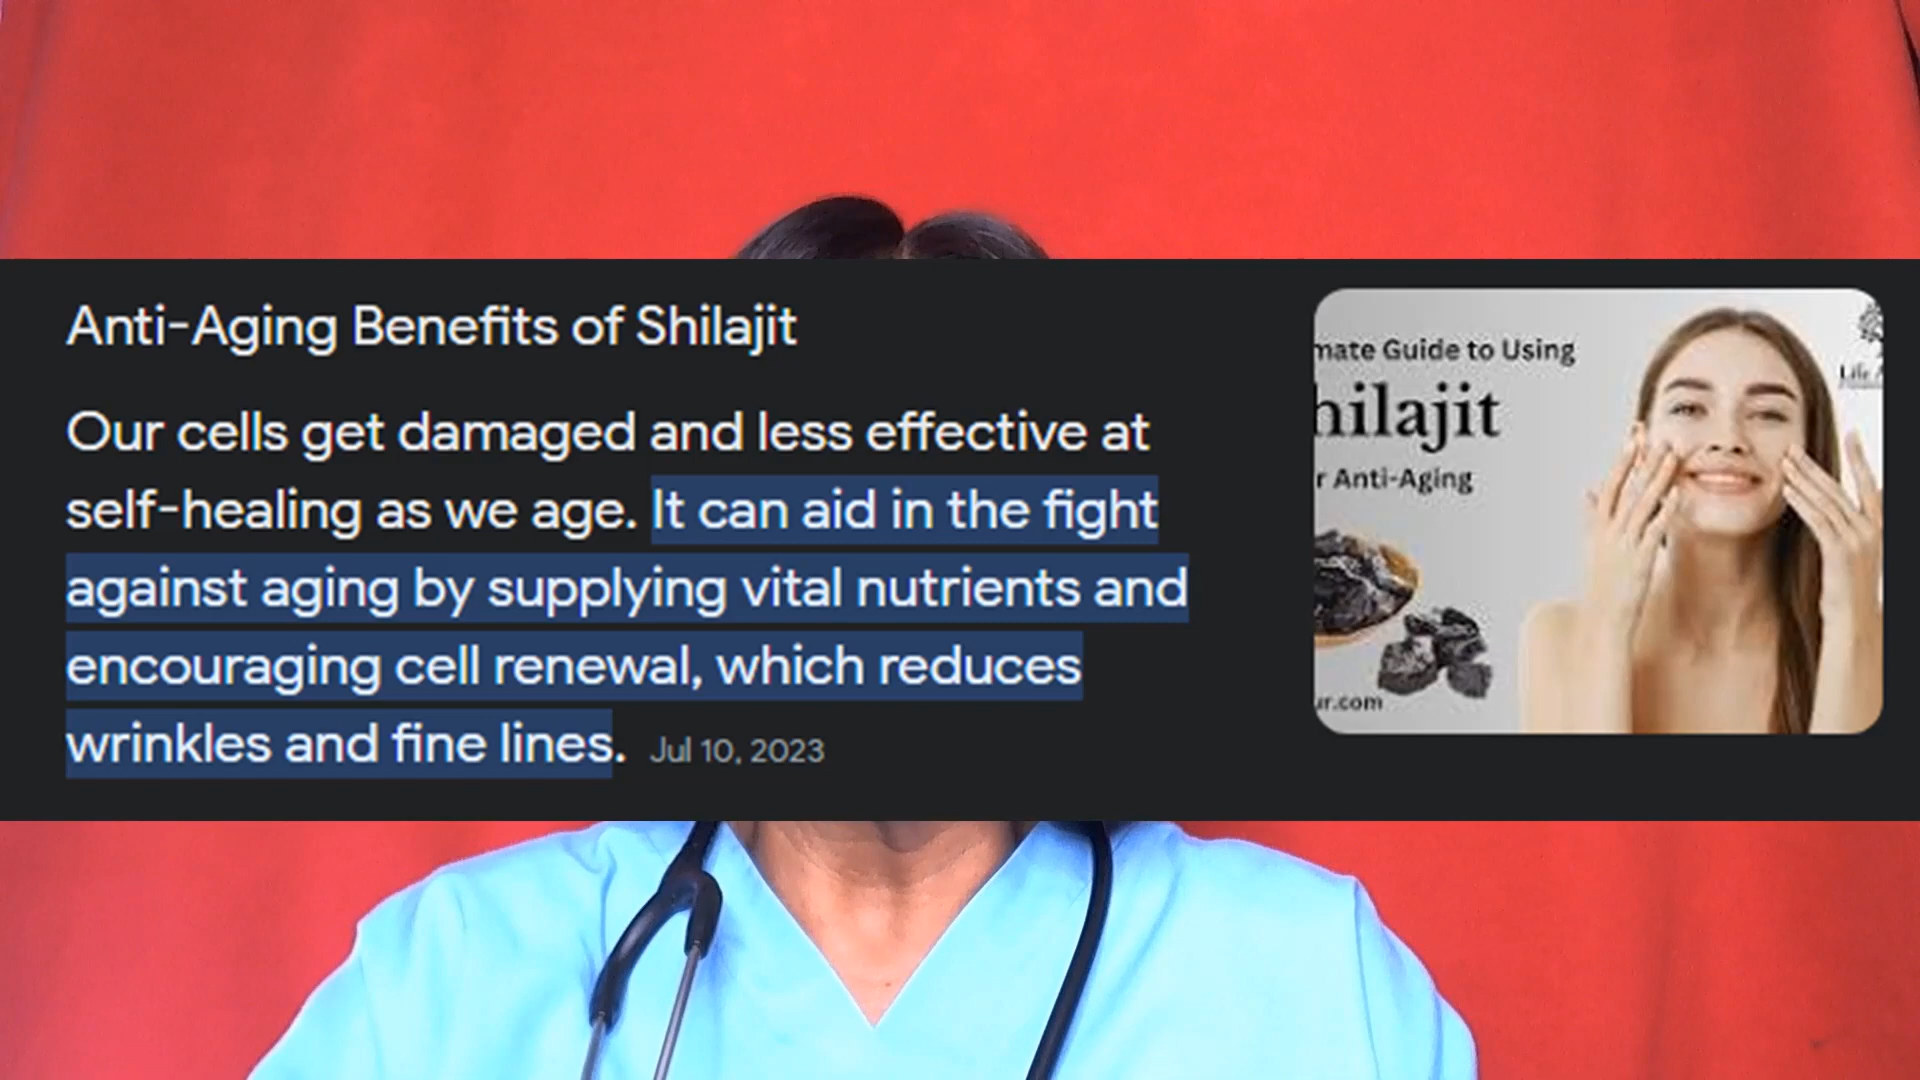 Anti-Aging Benefits of Shilajit
Our cells get damaged and less effective at
self-healing as we age. It can aid in the fight
against aging by supplying vital nutrients and
encouraging cell renewal, which reduces
wrinkles and fine lines. Jul 10, 2023
mate Guide to Using
hilajit
r Anti-Aging
Life
ur.com